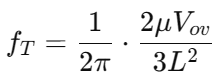 f_T = \frac{1}{2\pi} \cdot \frac{2\mu V_{ov}}{3L^2}